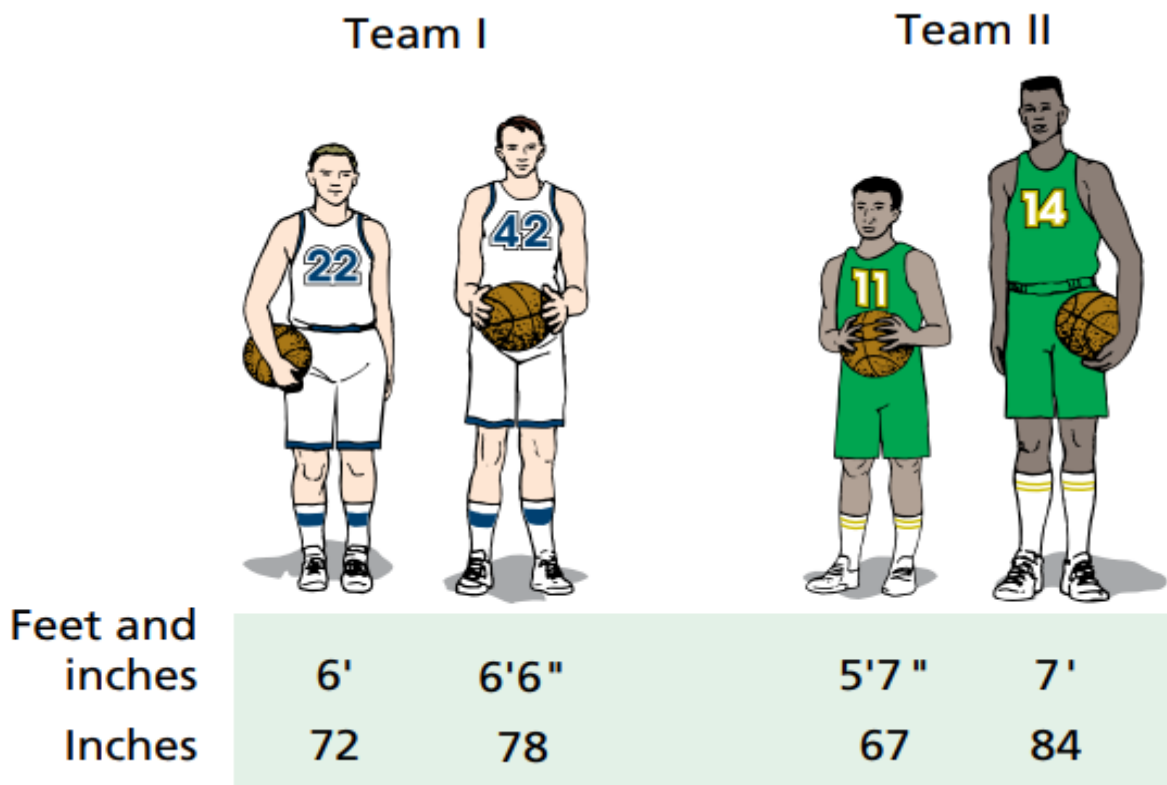 Team I
Team II
22
42
11
14
Feet and
inches 6' 6'6" 5'7" 7'
Inches 72 78 67 84